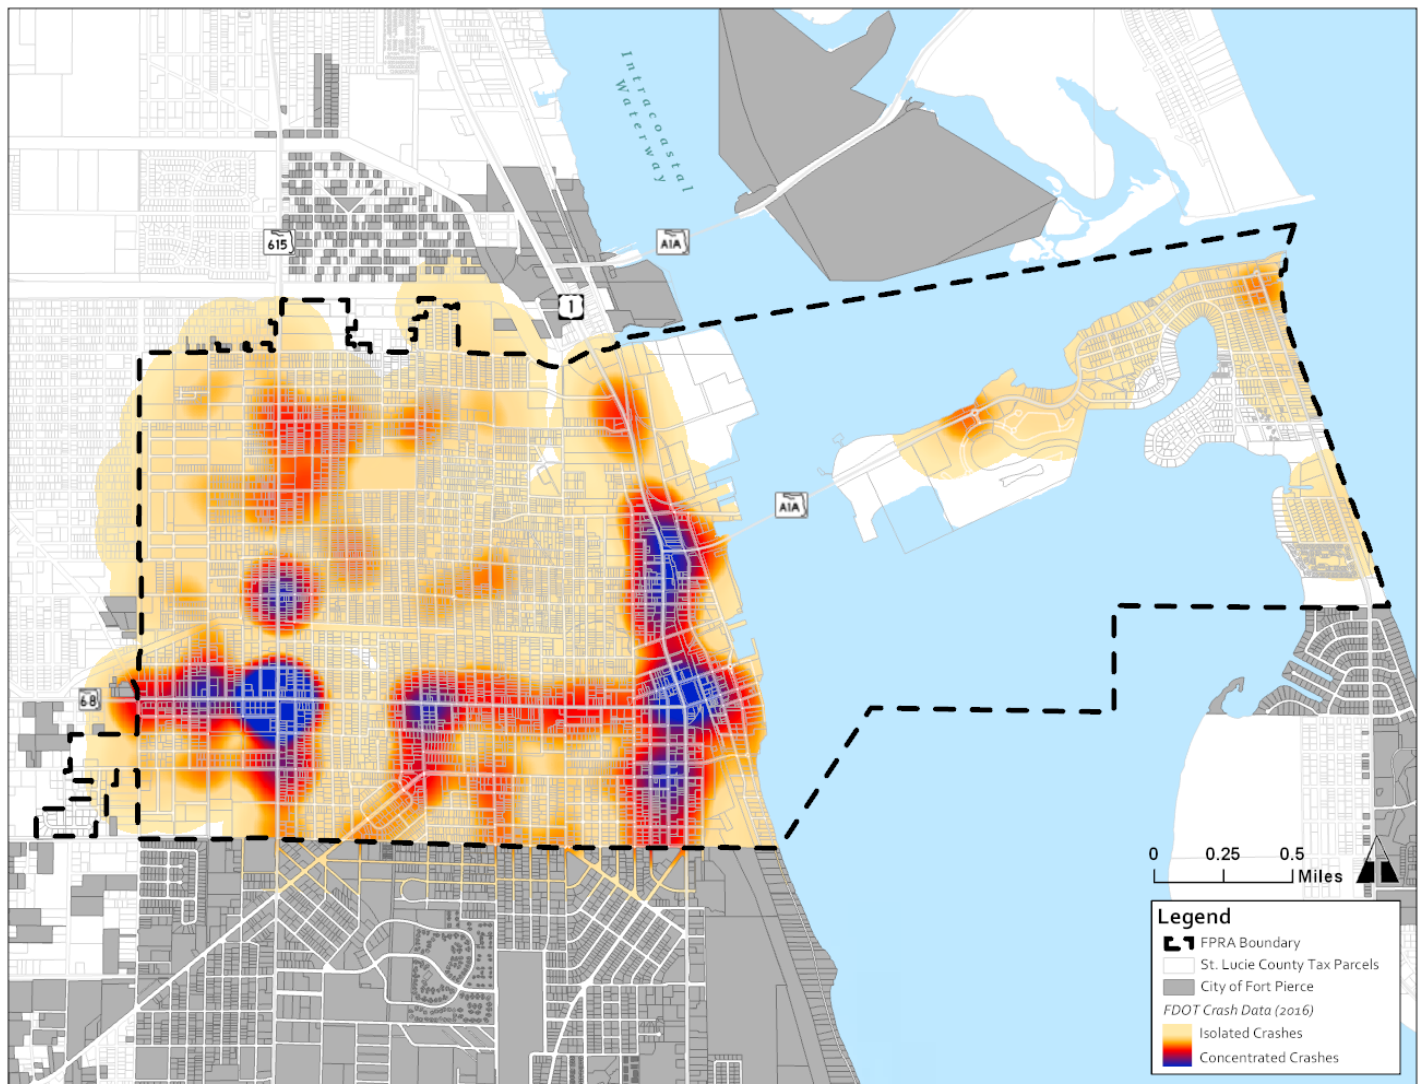 Intracoastal
Waterway
615
A1A
1
A1A
68
0 0.25 0.5
Miles
Legend
FPRA Boundary
St. Lucie County Tax Parcels
City of Fort Pierce
FDOT Crash Data (2016)
Isolated Crashes
Concentrated Crashes